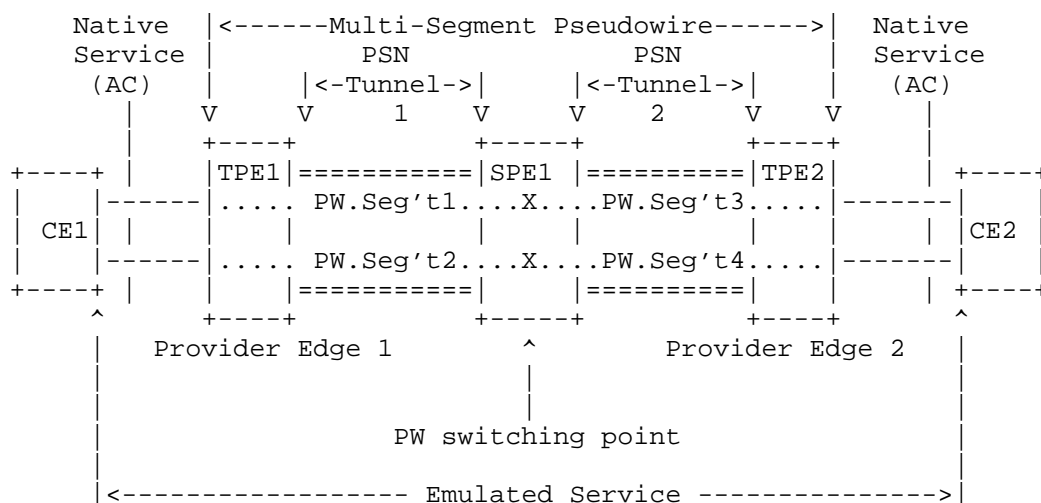 Native |<------Multi-Segment Pseudowire------>| Native
Service | PSN PSN | Service
(AC) | |<-Tunnel->| |<-Tunnel->| | (AC)
| V V 1 V V 2 V V |
| +----+ +-----+ +----+ |
+----+ | |TPE1|===========|SPE1 |==========|TPE2| | +----+
| |------|..... PW.Seg't1....X....PW.Seg't3.....|-------| |
| CE1| | | | | | | | | |CE2 |
| |------|..... PW.Seg't2....X....PW.Seg't4.....|-------| |
+----+ | | |===========| |==========| | | +----+
^ +----+ +-----+ +----+ ^
| Provider Edge 1 ^ Provider Edge 2 |
| | |
| | |
| PW switching point |
| |
|<------------------ Emulated Service --------------->|